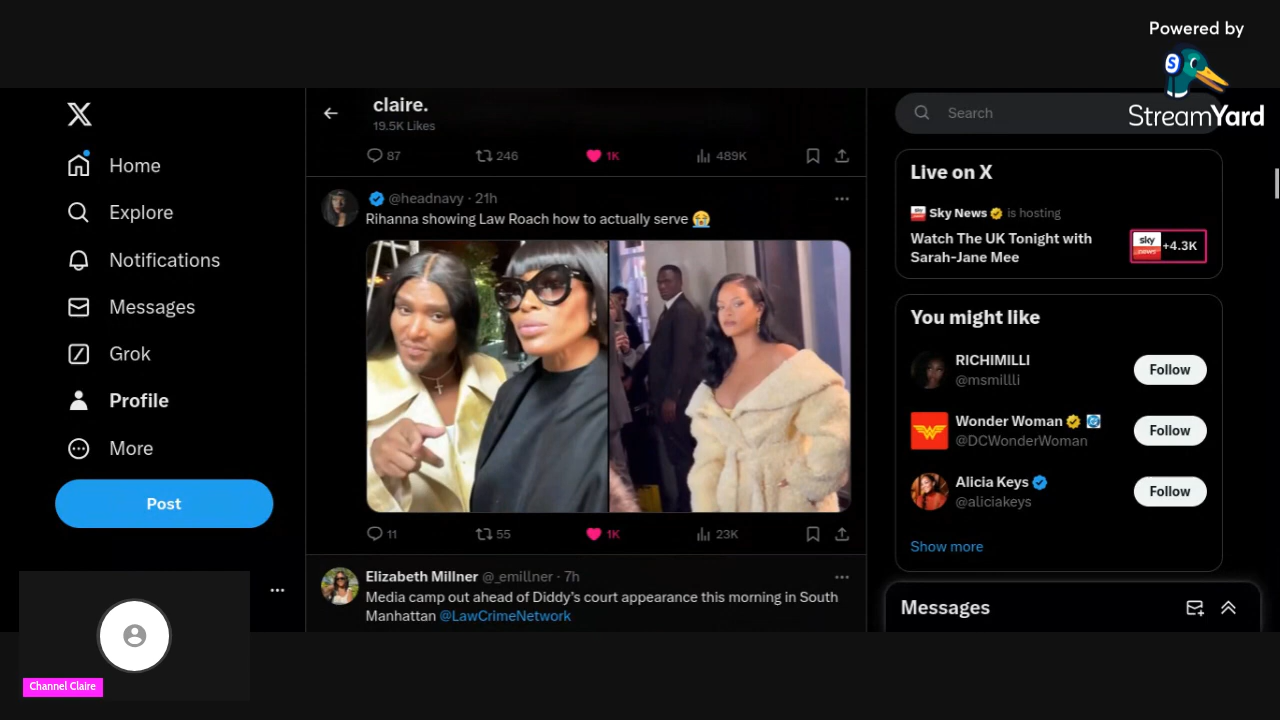 Powered by
StreamYard
Home
Explore
Notifications
Messages
Grok
Profile
More
Post
Channel Claire
claire.
19.5K Likes
87 246 1K 489K
@headnavy · 21h
Rihanna showing Law Roach how to actually serve 😭
11 55 1K 23K
Elizabeth Millner @_emillner · 7h
Media camp out ahead of Diddy's court appearance this morning in South
Manhattan @LawCrimeNetwork
Search
Live on X
Sky News is hosting
Watch The UK Tonight with
Sarah-Jane Mee
sky
news
+4.3K
You might like
RICHIMILLI
@msmillli
Follow
Wonder Woman
@DCWonderWoman
Follow
Alicia Keys
@aliciakeys
Follow
Show more
Messages